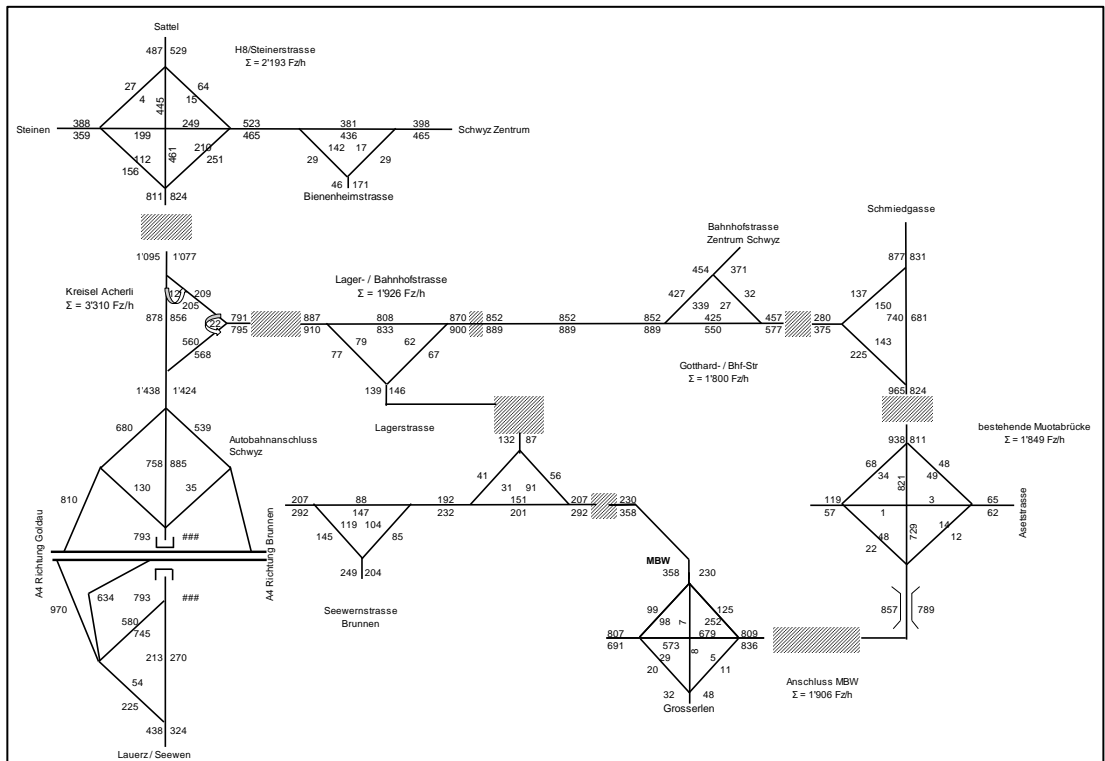 Sattel
487 529
H8/Steinerstrasse
Σ = 2'193 Fz/h
27 64
4 445 15
Steinen 388 249 523 381 398 Schwyz Zentrum
359 199 465 436 465
461 210 142 17
112 251 29 29
156
46 171
Bienenheimstrasse
811 824
Schmiedgasse
Bahnhofstrasse
Zentrum Schwyz
1'095 1'077
877 831
454 371
Kreisel Acherli
Σ = 3'310 Fz/h
Lager- / Bahnhofstrasse
Σ = 1'926 Fz/h
12 209
205
427 32
339 27
137
150
878 856
22 791 887 808 870 852 852 852 425 457 280
795 910 833 900 889 889 889 550 577 375
740 681
560
568
79 62
77 67
143
225
Gotthard- / Bhf-Str
Σ = 1'800 Fz/h
1'438 1'424
139 146
965 824
Lagerstrasse
680 539
Autobahnanschluss
Schwyz
bestehende Muotabrücke
Σ = 1'849 Fz/h
132 87
938 811
758 885
130 35
41 56
31 91
68 48
34 821 49
810
207 88 192 151 207 230
292 147 232 201 292 358
119 3 65
57 1 62
Asetstrasse
119 104
145 85
48 729 14
22 12
793 ###
A4 Richtung Goldau
A4 Richtung Brunnen
249 204
MBW
358 230
Seewernstrasse
Brunnen
970 634 793 ###
857 789
99 125
98 7 252
580
745
807 679 809
691 573 836
29 8 5
20 11
213 270
54
225
32 48
Grosserlen
Anschluss MBW
Σ = 1'906 Fz/h
438 324
Lauerz / Seewen